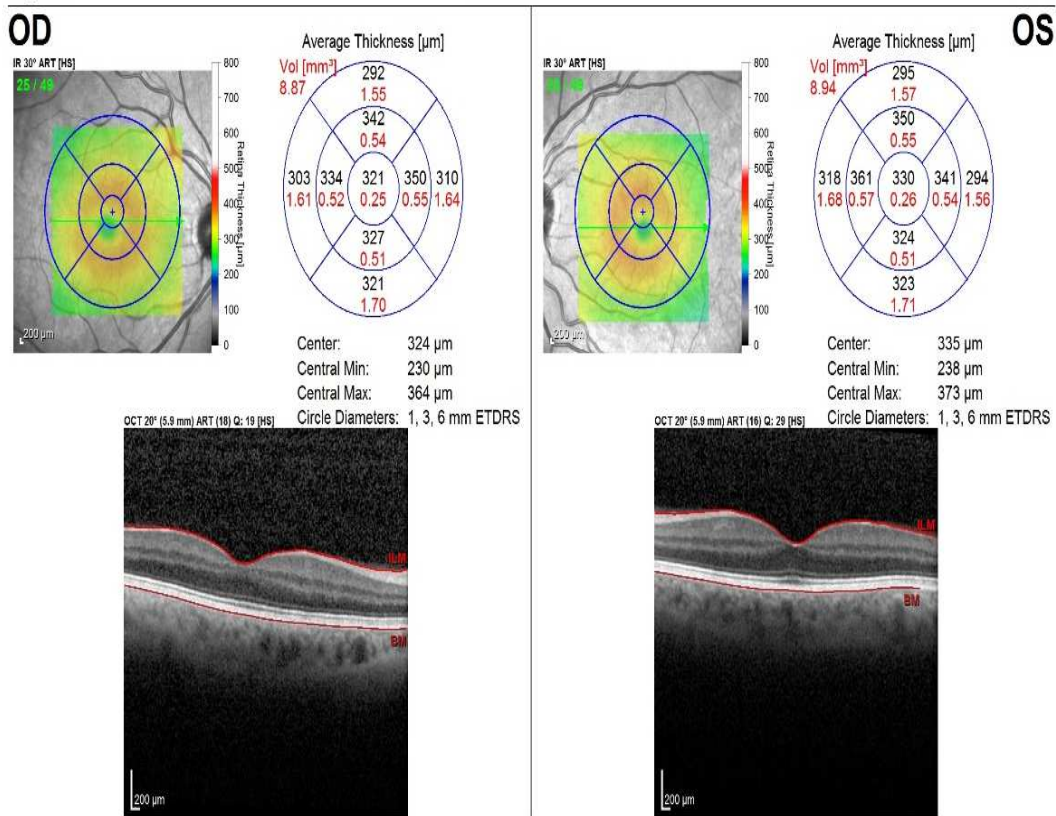 OD
IR 30° ART [HS]
25 / 49
800
700
600
500
400
300
200
100
0
Retina Thickness [µm]
200 µm
Average Thickness [µm]
Vol [mm³]
8.87
292
1.55
342
0.54
303 334 321 350 310
1.61 0.52 0.25 0.55 1.64
327
0.51
321
1.70
Center: 324 µm
Central Min: 230 µm
Central Max: 364 µm
Circle Diameters: 1, 3, 6 mm ETDRS
OCT 20° (5.9 mm) ART (18) Q: 19 [HS]
ILM
BM
200 µm
OS
IR 30° ART [HS]
/ 49
800
700
600
500
400
300
200
100
0
Retina Thickness [µm]
200 µm
Average Thickness [µm]
Vol [mm³]
8.94
295
1.57
350
0.55
318 361 330 341 294
1.68 0.57 0.26 0.54 1.56
324
0.51
323
1.71
Center: 335 µm
Central Min: 238 µm
Central Max: 373 µm
Circle Diameters: 1, 3, 6 mm ETDRS
OCT 20° (5.9 mm) ART (16) Q: 29 [HS]
ILM
BM
200 µm